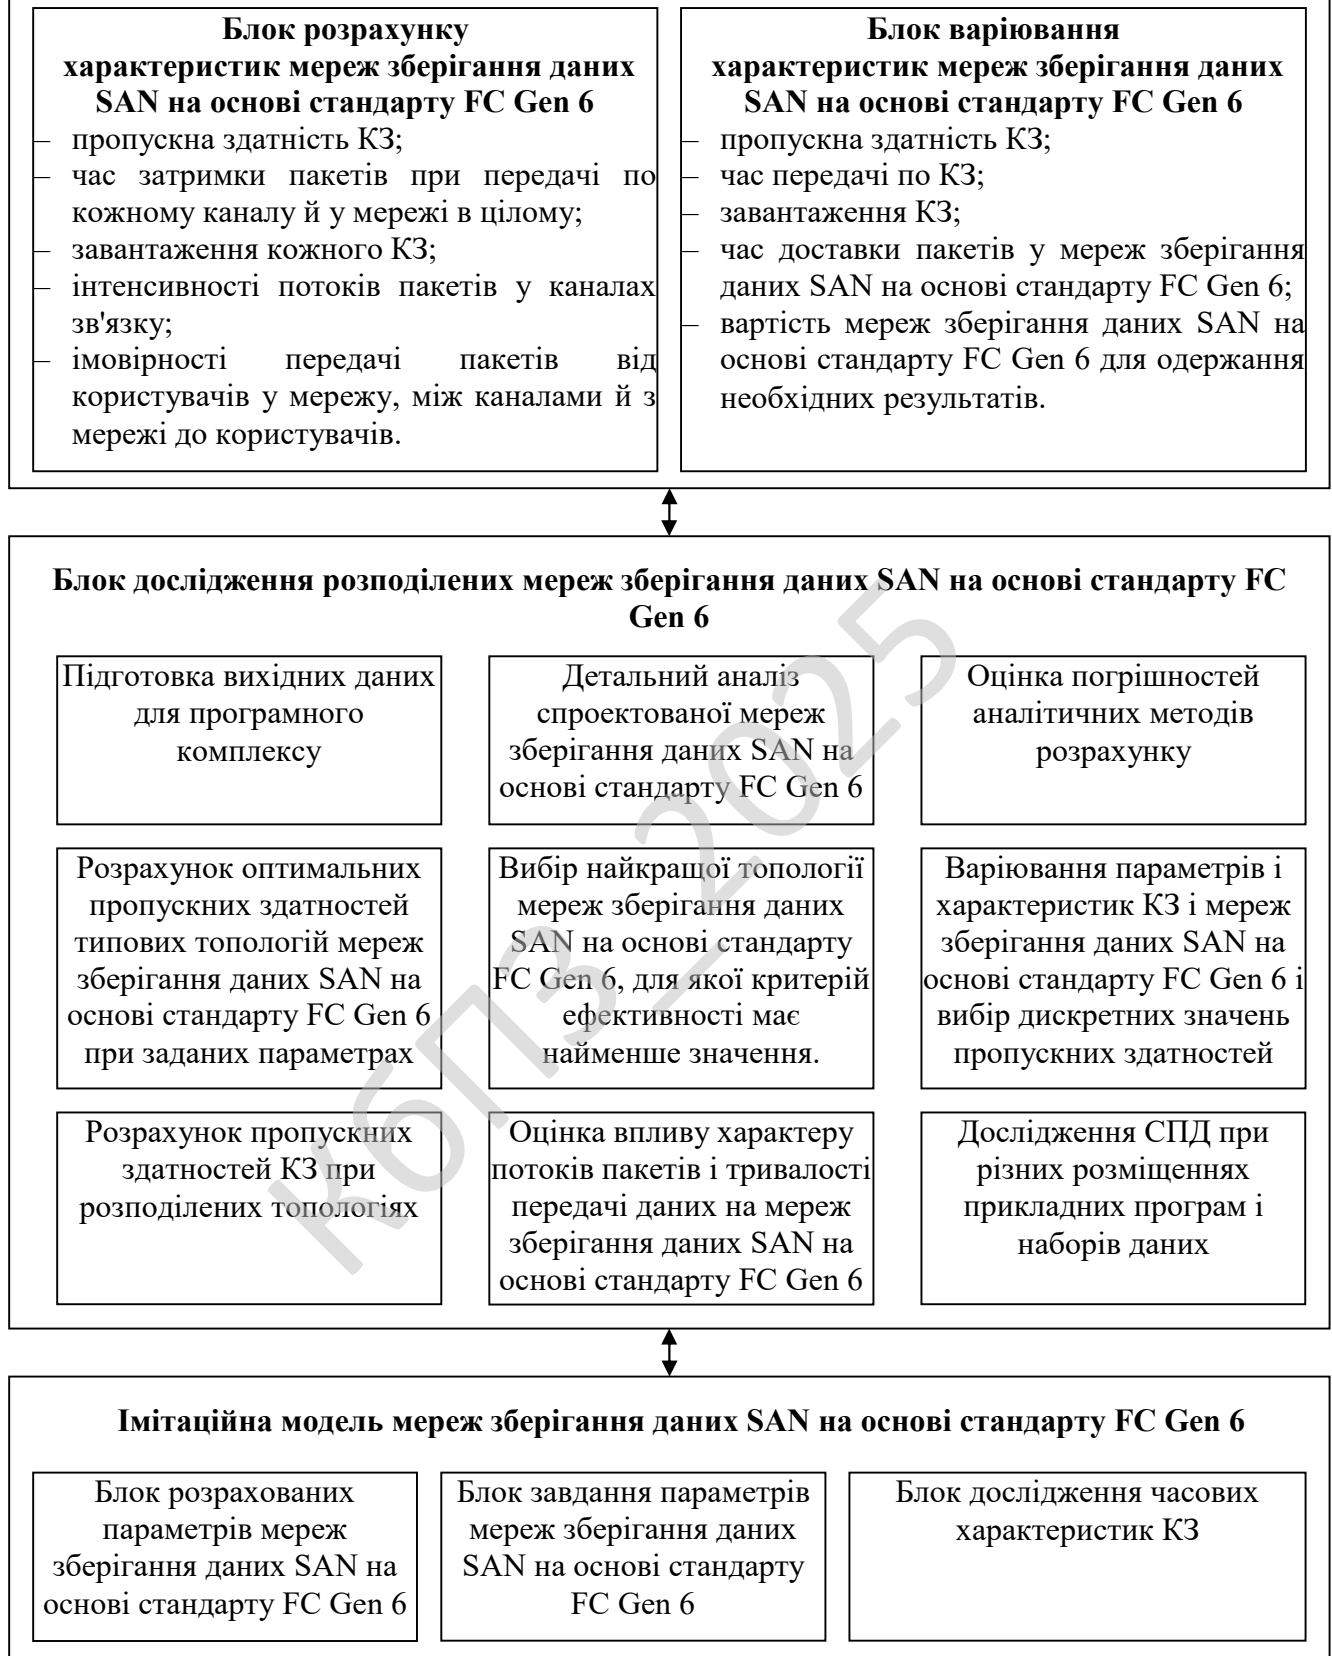 Блок розрахунку
характеристик мереж зберігання даних
SAN на основі стандарту FC Gen 6
– пропускна здатність КЗ;
– час затримки пакетів при передачі по
кожному каналу й у мережі в цілому;
– завантаження кожного КЗ;
– інтенсивності потоків пакетів у каналах
зв'язку;
– імовірності передачі пакетів від
користувачів у мережу, між каналами й з
мережі до користувачів.
Блок варіювання
характеристик мереж зберігання даних
SAN на основі стандарту FC Gen 6
– пропускна здатність КЗ;
– час передачі по КЗ;
– завантаження КЗ;
– час доставки пакетів у мереж зберігання
даних SAN на основі стандарту FC Gen 6;
– вартість мереж зберігання даних SAN на
основі стандарту FC Gen 6 для одержання
необхідних результатів.
Блок дослідження розподілених мереж зберігання даних SAN на основі стандарту FC
Gen 6
Підготовка вихідних даних
для програмного
комплексу
Детальний аналіз
спроектованої мереж
зберігання даних SAN на
основі стандарту FC Gen 6
Оцінка погрішностей
аналітичних методів
розрахунку
Розрахунок оптимальних
пропускних здатностей
типових топологій мереж
зберігання даних SAN на
основі стандарту FC Gen 6
при заданих параметрах
Вибір найкращої топології
мереж зберігання даних
SAN на основі стандарту
FC Gen 6, для якої критерій
ефективності має
найменше значення.
Варіювання параметрів і
характеристик КЗ і мереж
зберігання даних SAN на
основі стандарту FC Gen 6 і
вибір дискретних значень
пропускних здатностей
Розрахунок пропускних
здатностей КЗ при
розподілених топологіях
Оцінка впливу характеру
потоків пакетів і тривалості
передачі даних на мереж
зберігання даних SAN на
основі стандарту FC Gen 6
Дослідження СПД при
різних розміщеннях
прикладних програм і
наборів даних
Імітаційна модель мереж зберігання даних SAN на основі стандарту FC Gen 6
Блок розрахованих
параметрів мереж
зберігання даних SAN на
основі стандарту FC Gen 6
Блок завдання параметрів
мереж зберігання даних
SAN на основі стандарту
FC Gen 6
Блок дослідження часових
характеристик КЗ
КбПЗ_2025